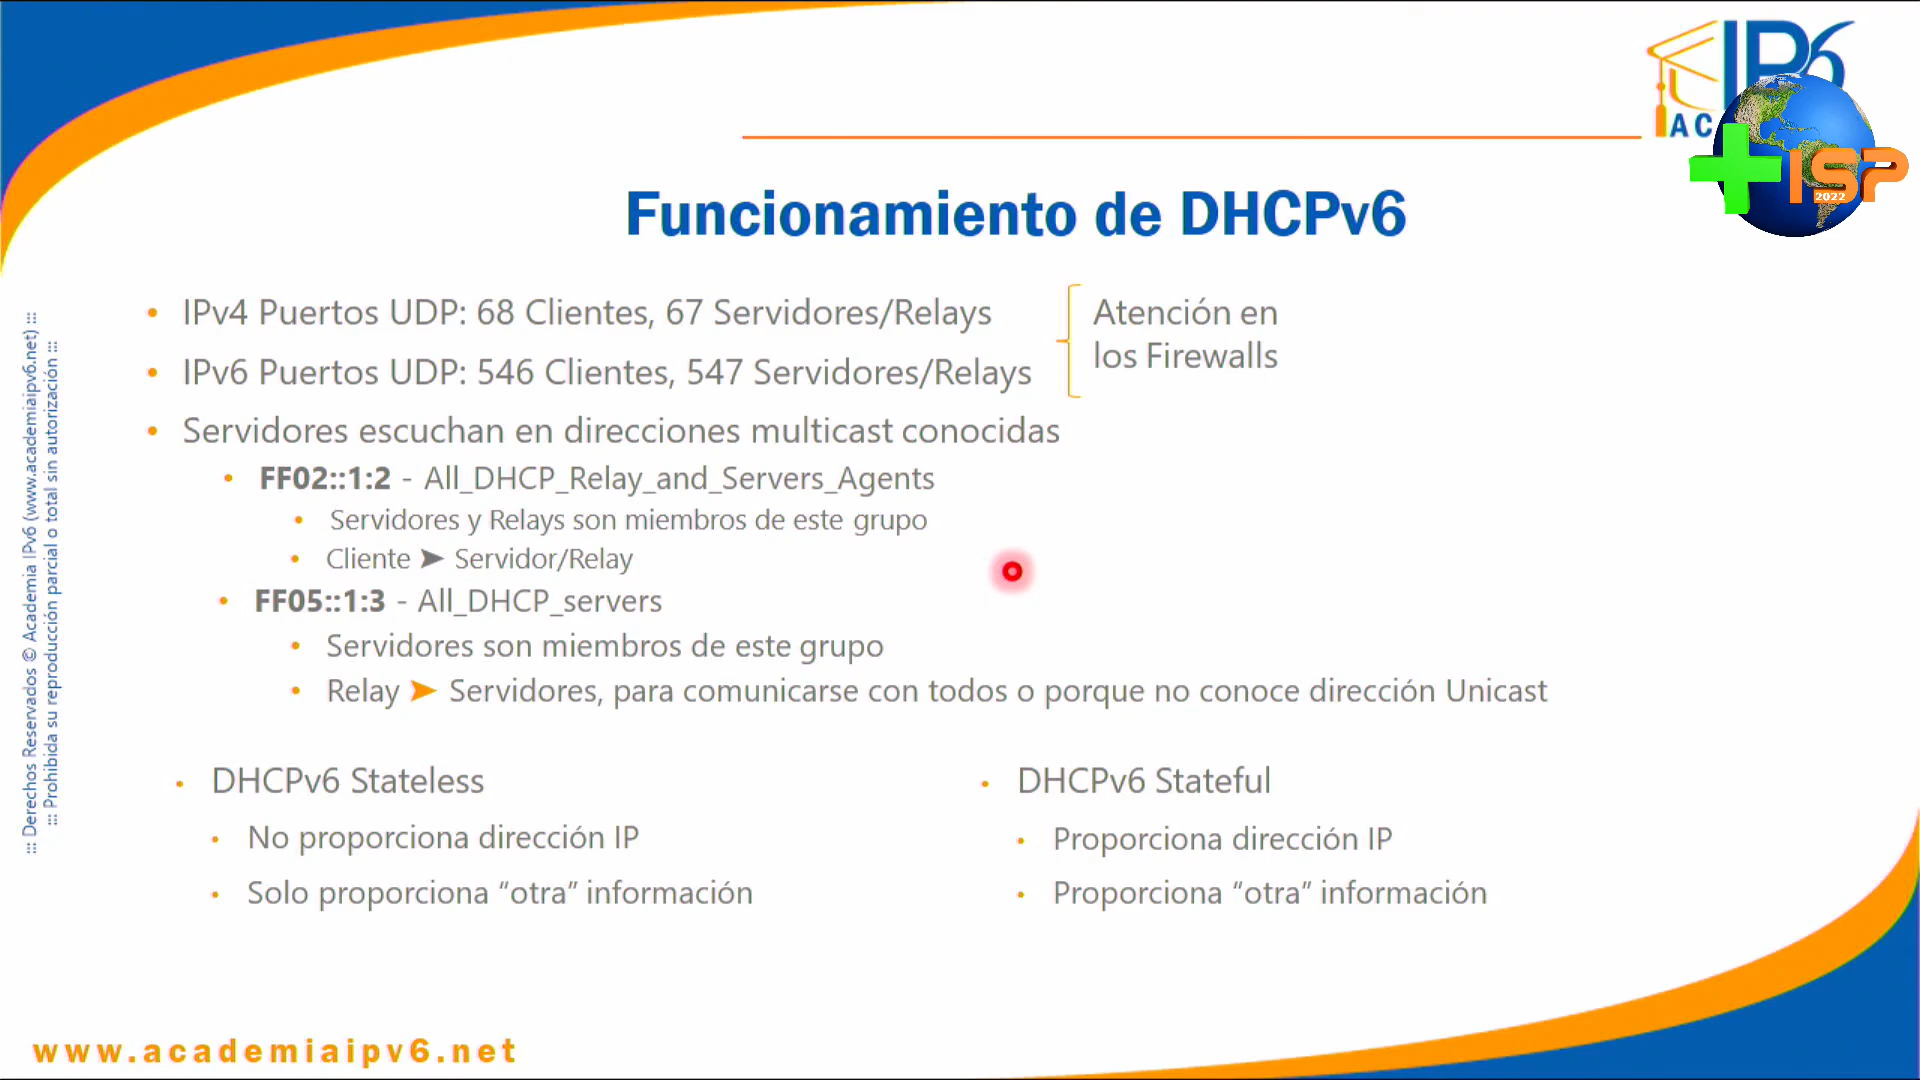 IP6
AC
+ISP
2022
Funcionamiento de DHCPv6
• IPv4 Puertos UDP: 68 Clientes, 67 Servidores/Relays
• IPv6 Puertos UDP: 546 Clientes, 547 Servidores/Relays
Atención en
los Firewalls
• Servidores escuchan en direcciones multicast conocidas
• FF02::1:2 - All_DHCP_Relay_and_Servers_Agents
• Servidores y Relays son miembros de este grupo
• Cliente ➤ Servidor/Relay
• FF05::1:3 - All_DHCP_servers
• Servidores son miembros de este grupo
• Relay ➤ Servidores, para comunicarse con todos o porque no conoce dirección Unicast
• DHCPv6 Stateless
• No proporciona dirección IP
• Solo proporciona “otra” información
• DHCPv6 Stateful
• Proporciona dirección IP
• Proporciona “otra” información
::: Derechos Reservados © Academia IPv6 (www.academiaipv6.net) :::
::: Prohibida su reproducción parcial o total sin autorización :::
www.academiaipv6.net